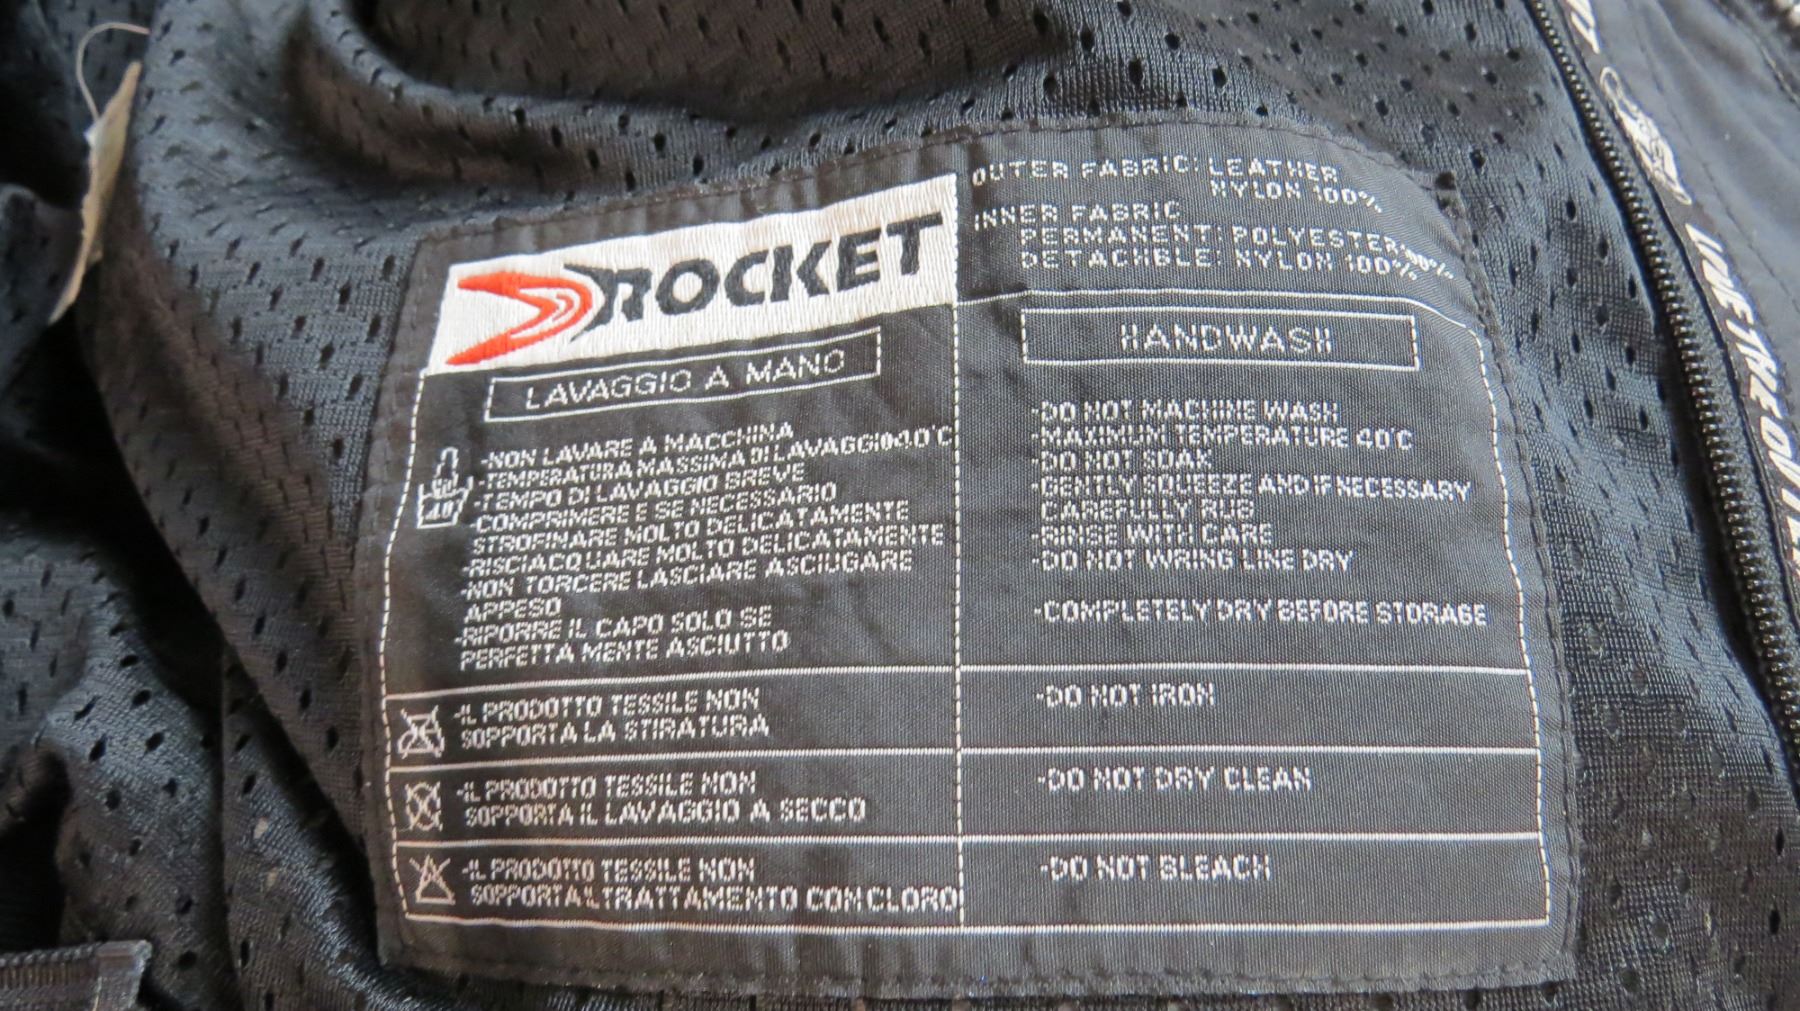 ROCKET
LAVAGGIO A MANO
-NON LAVARE A MACCHINA
-TEMPERATURA MASSIMA DI LAVAGGIO 40°C
-TEMPO DI LAVAGGIO BREVE
-COMPRIMERE E SE NECESSARIO
STROFINARE MOLTO DELICATAMENTE
-RISCIACQUARE MOLTO DELICATAMENTE
-NON TORCERE LASCIARE ASCIUGARE
APPESO
-RIPORRE IL CAPO SOLO SE
PERFETTA MENTE ASCIUTTO
40
-IL PRODOTTO TESSILE NON
SOPPORTA LA STIRATURA
-IL PRODOTTO TESSILE NON
SOPPORTA IL LAVAGGIO A SECCO
-IL PRODOTTO TESSILE NON
SOPPORTA IL TRATTAMENTO CON CLORO
OUTER FABRIC: LEATHER
NYLON 100%
INNER FABRIC
PERMANENT: POLYESTER 100%
DETACHBLE: NYLON 100%
HANDWASH
-DO NOT MACHINE WASH
-MAXIMUM TEMPERATURE 40°C
-DO NOT SOAK
-GENTLY SQUEEZE AND IF NECESSARY
CAREFULLY RUB
-RINSE WITH CARE
-DO NOT WRING LINE DRY
-COMPLETELY DRY BEFORE STORAGE
-DO NOT IRON
-DO NOT DRY CLEAN
-DO NOT BLEACH